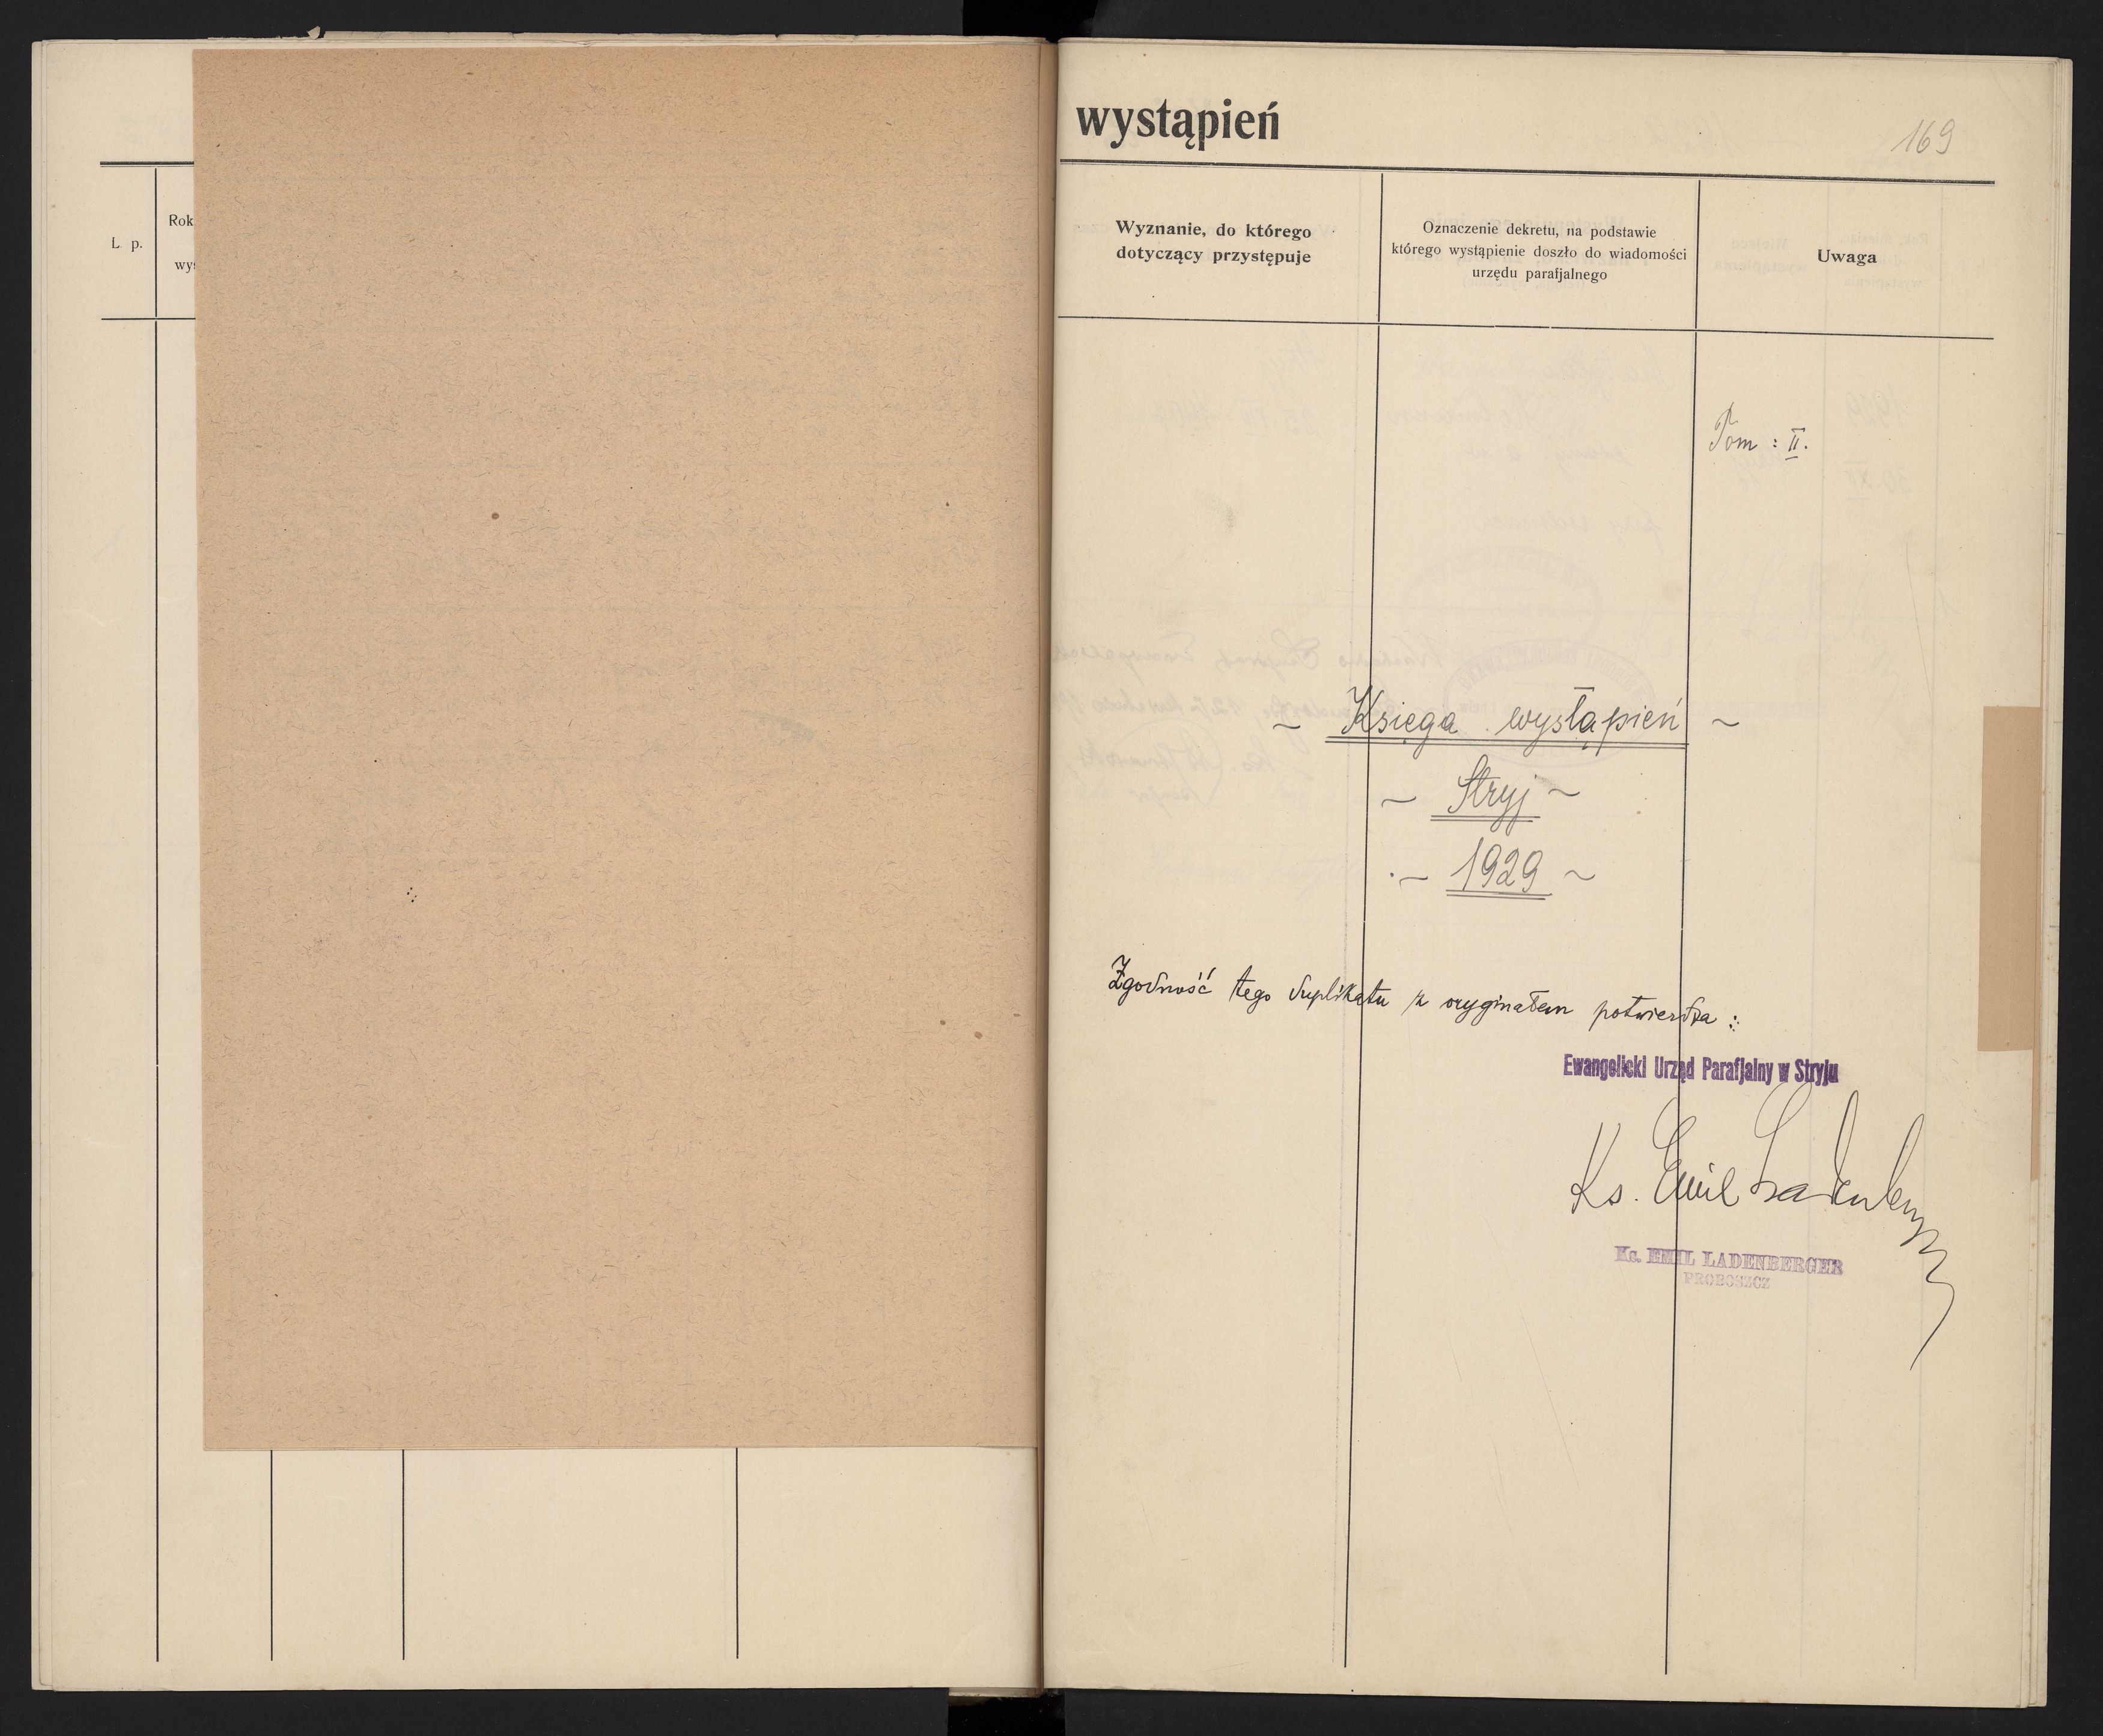 L. p.
Rok
wys
wystąpień
169
Wyznanie, do którego
dotyczący przystępuje
Oznaczenie dekretu, na podstawie
którego wystąpienie doszło do wiadomości
urzędu parafjalnego
Uwaga
Tom : II.
~ Księga wystąpień ~
~ Stryj ~
~ 1929 ~
Zgodność tego duplikatu z oryginałem potwierdza :
Ewangelicki Urząd Parafjalny w Stryju
Ks. Emil Ladenberger
Ks. EMIL LADENBERGER
PROBOSZCZ